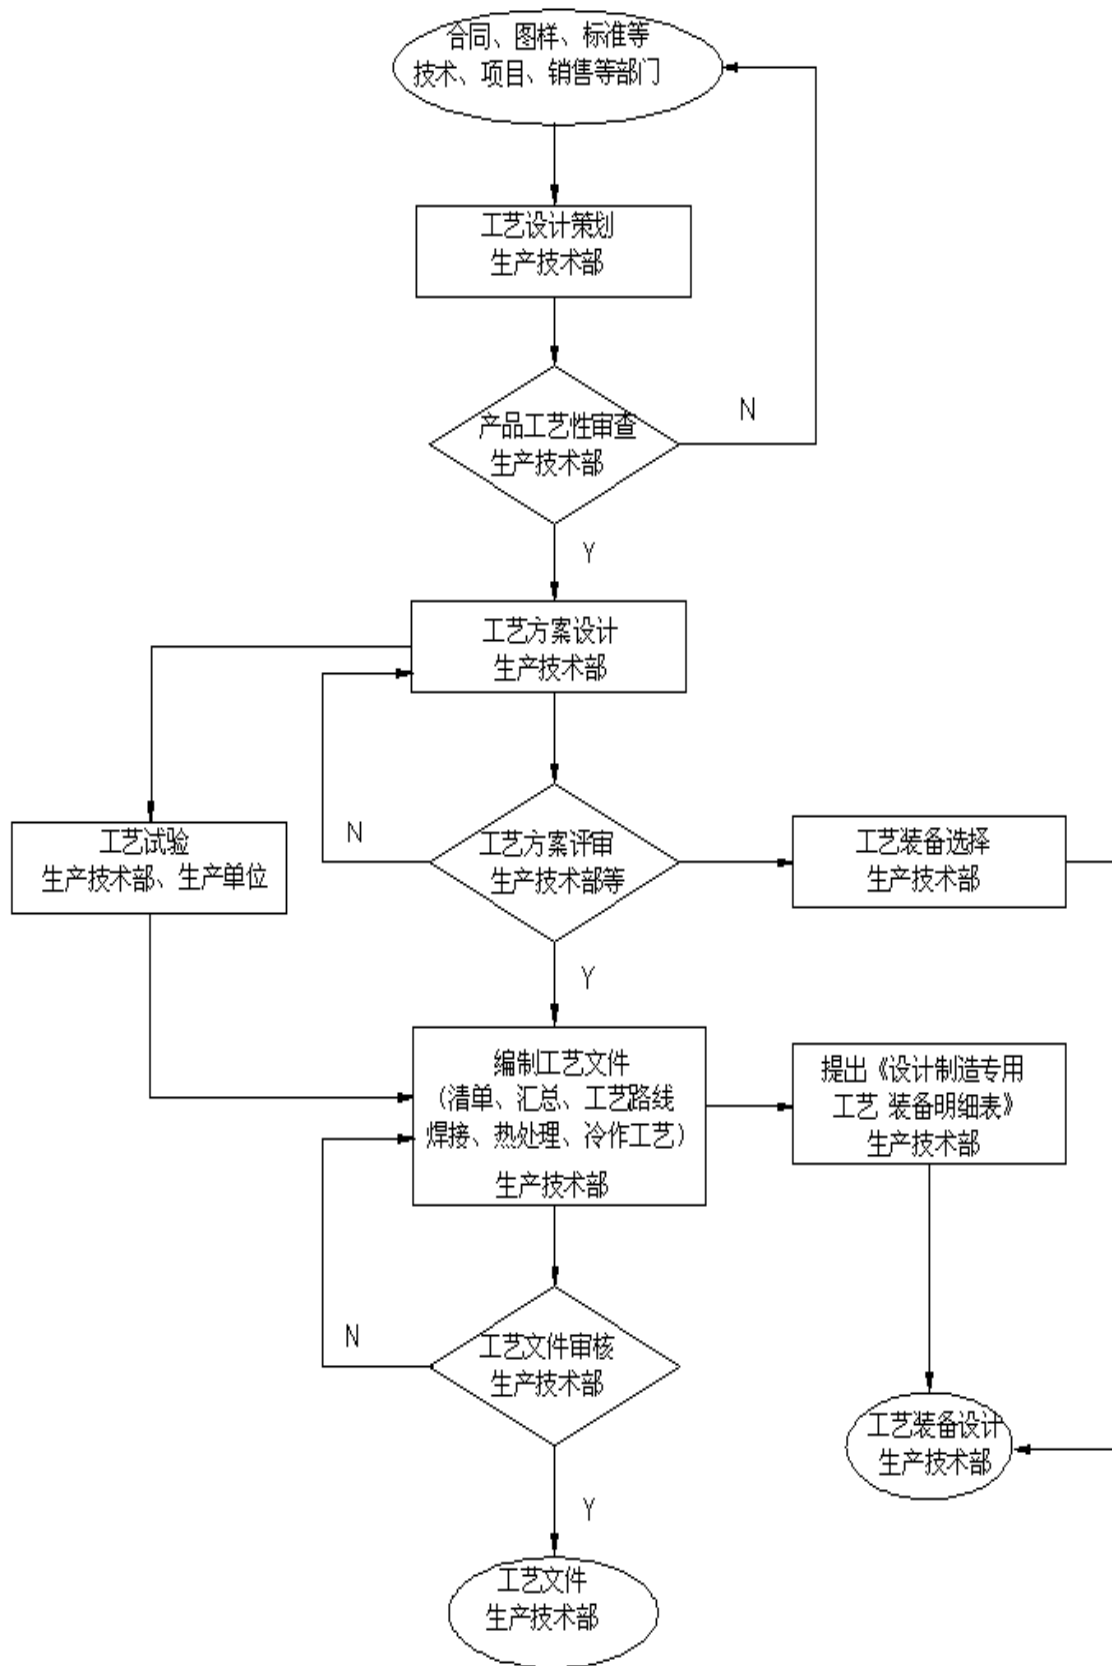 合同、图样、标准等
技术、项目、销售等部门
工艺设计策划
生产技术部
产品工艺性审查
生产技术部
N
Y
工艺方案设计
生产技术部
工艺试验
生产技术部、生产单位
N
工艺方案评审
生产技术部等
工艺装备选择
生产技术部
Y
编制工艺文件
（清单、汇总、工艺路线
焊接、热处理、冷作工艺）
生产技术部
提出《设计制造专用
工艺 装备明细表》
生产技术部
N
工艺文件审核
生产技术部
工艺装备设计
生产技术部
Y
工艺文件
生产技术部